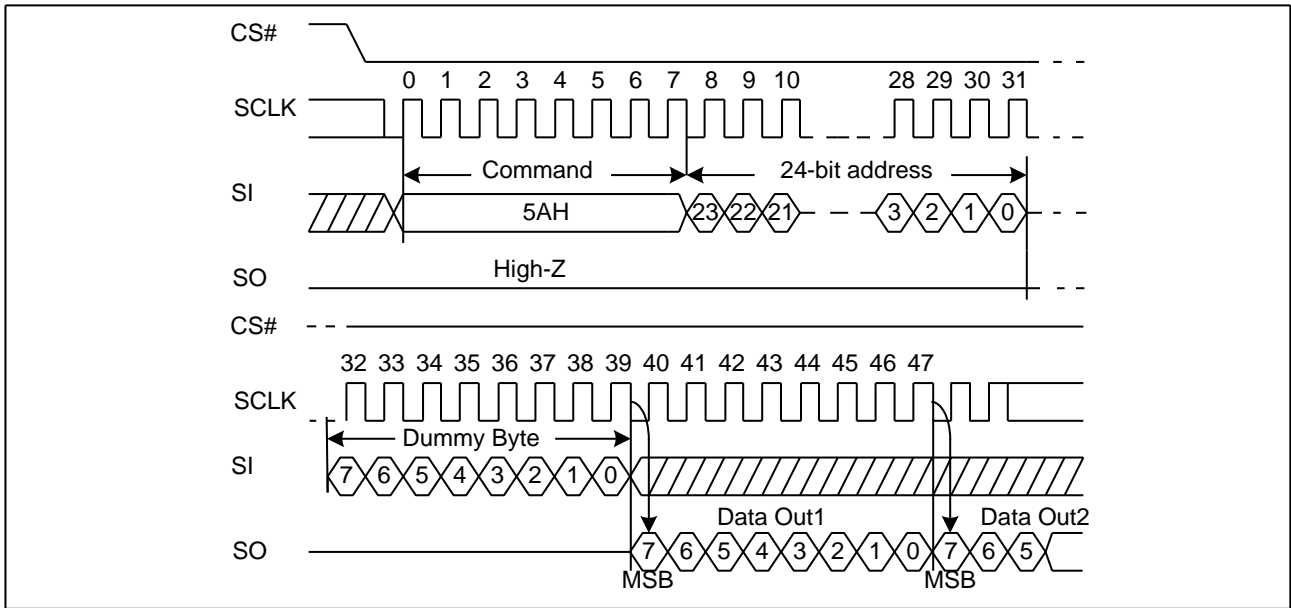 CS#
0 1 2 3 4 5 6 7 8 9 10 28 29 30 31
SCLK
Command 24-bit address
SI
5AH 23 22 21 3 2 1 0
High-Z
SO
CS#
32 33 34 35 36 37 38 39 40 41 42 43 44 45 46 47
SCLK
Dummy Byte
SI
7 6 5 4 3 2 1 0
Data Out1 Data Out2
SO
7 6 5 4 3 2 1 0 7 6 5
MSB MSB